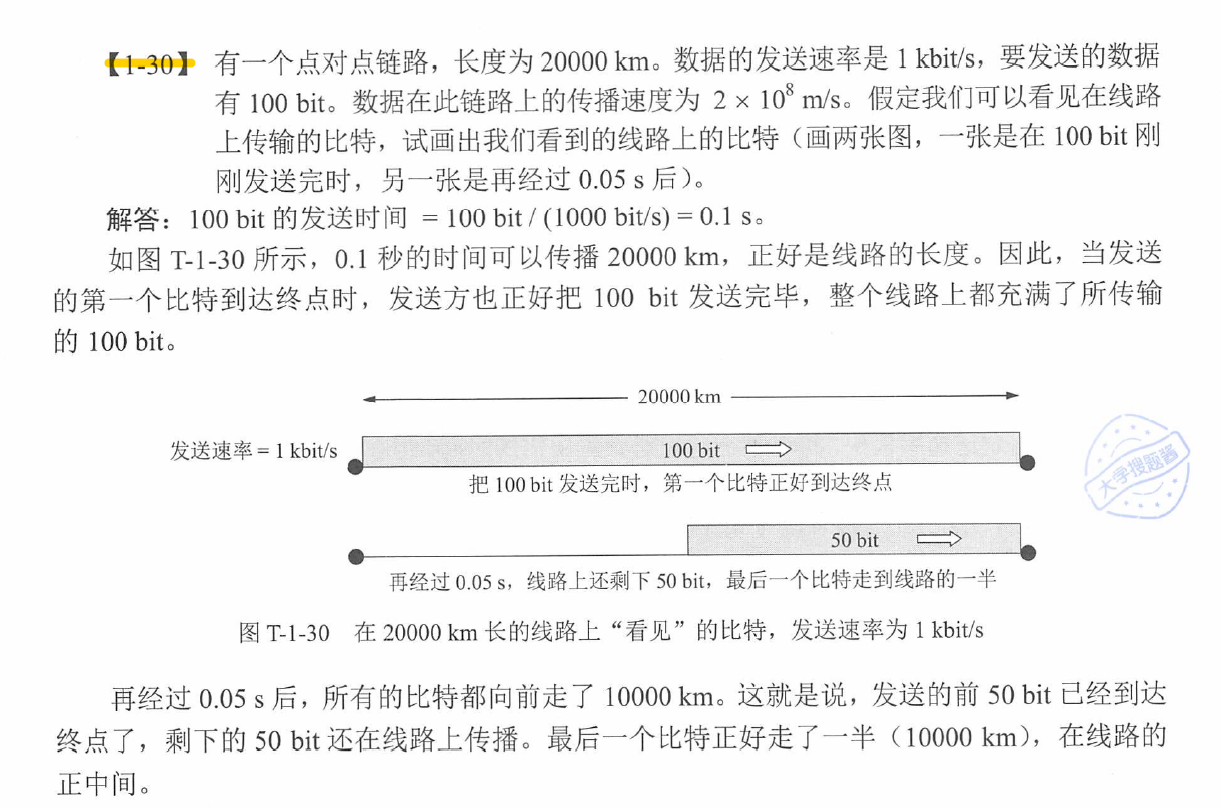 【1-30】 有一个点对点链路，长度为 20000 km。数据的发送速率是 1 kbit/s，要发送的数据
有 100 bit。数据在此链路上的传播速度为 2 × 10⁸ m/s。假定我们可以看见在线路
上传输的比特，试画出我们看到的线路上的比特（画两张图，一张是在 100 bit 刚
刚发送完时，另一张是再经过 0.05 s 后）。
解答：100 bit 的发送时间 = 100 bit / (1000 bit/s) = 0.1 s。
如图 T-1-30 所示，0.1 秒的时间可以传播 20000 km，正好是线路的长度。因此，当发送
的第一个比特到达终点时，发送方也正好把 100 bit 发送完毕，整个线路上都充满了所传输
的 100 bit。
20000 km
发送速率 = 1 kbit/s
100 bit
把 100 bit 发送完时，第一个比特正好到达终点
大学搜题酱
50 bit
再经过 0.05 s，线路上还剩下 50 bit，最后一个比特走到线路的一半
图 T-1-30 在 20000 km 长的线路上“看见”的比特，发送速率为 1 kbit/s
再经过 0.05 s 后，所有的比特都向前走了 10000 km。这就是说，发送的前 50 bit 已经到达
终点了，剩下的 50 bit 还在线路上传播。最后一个比特正好走了一半（10000 km），在线路的
正中间。